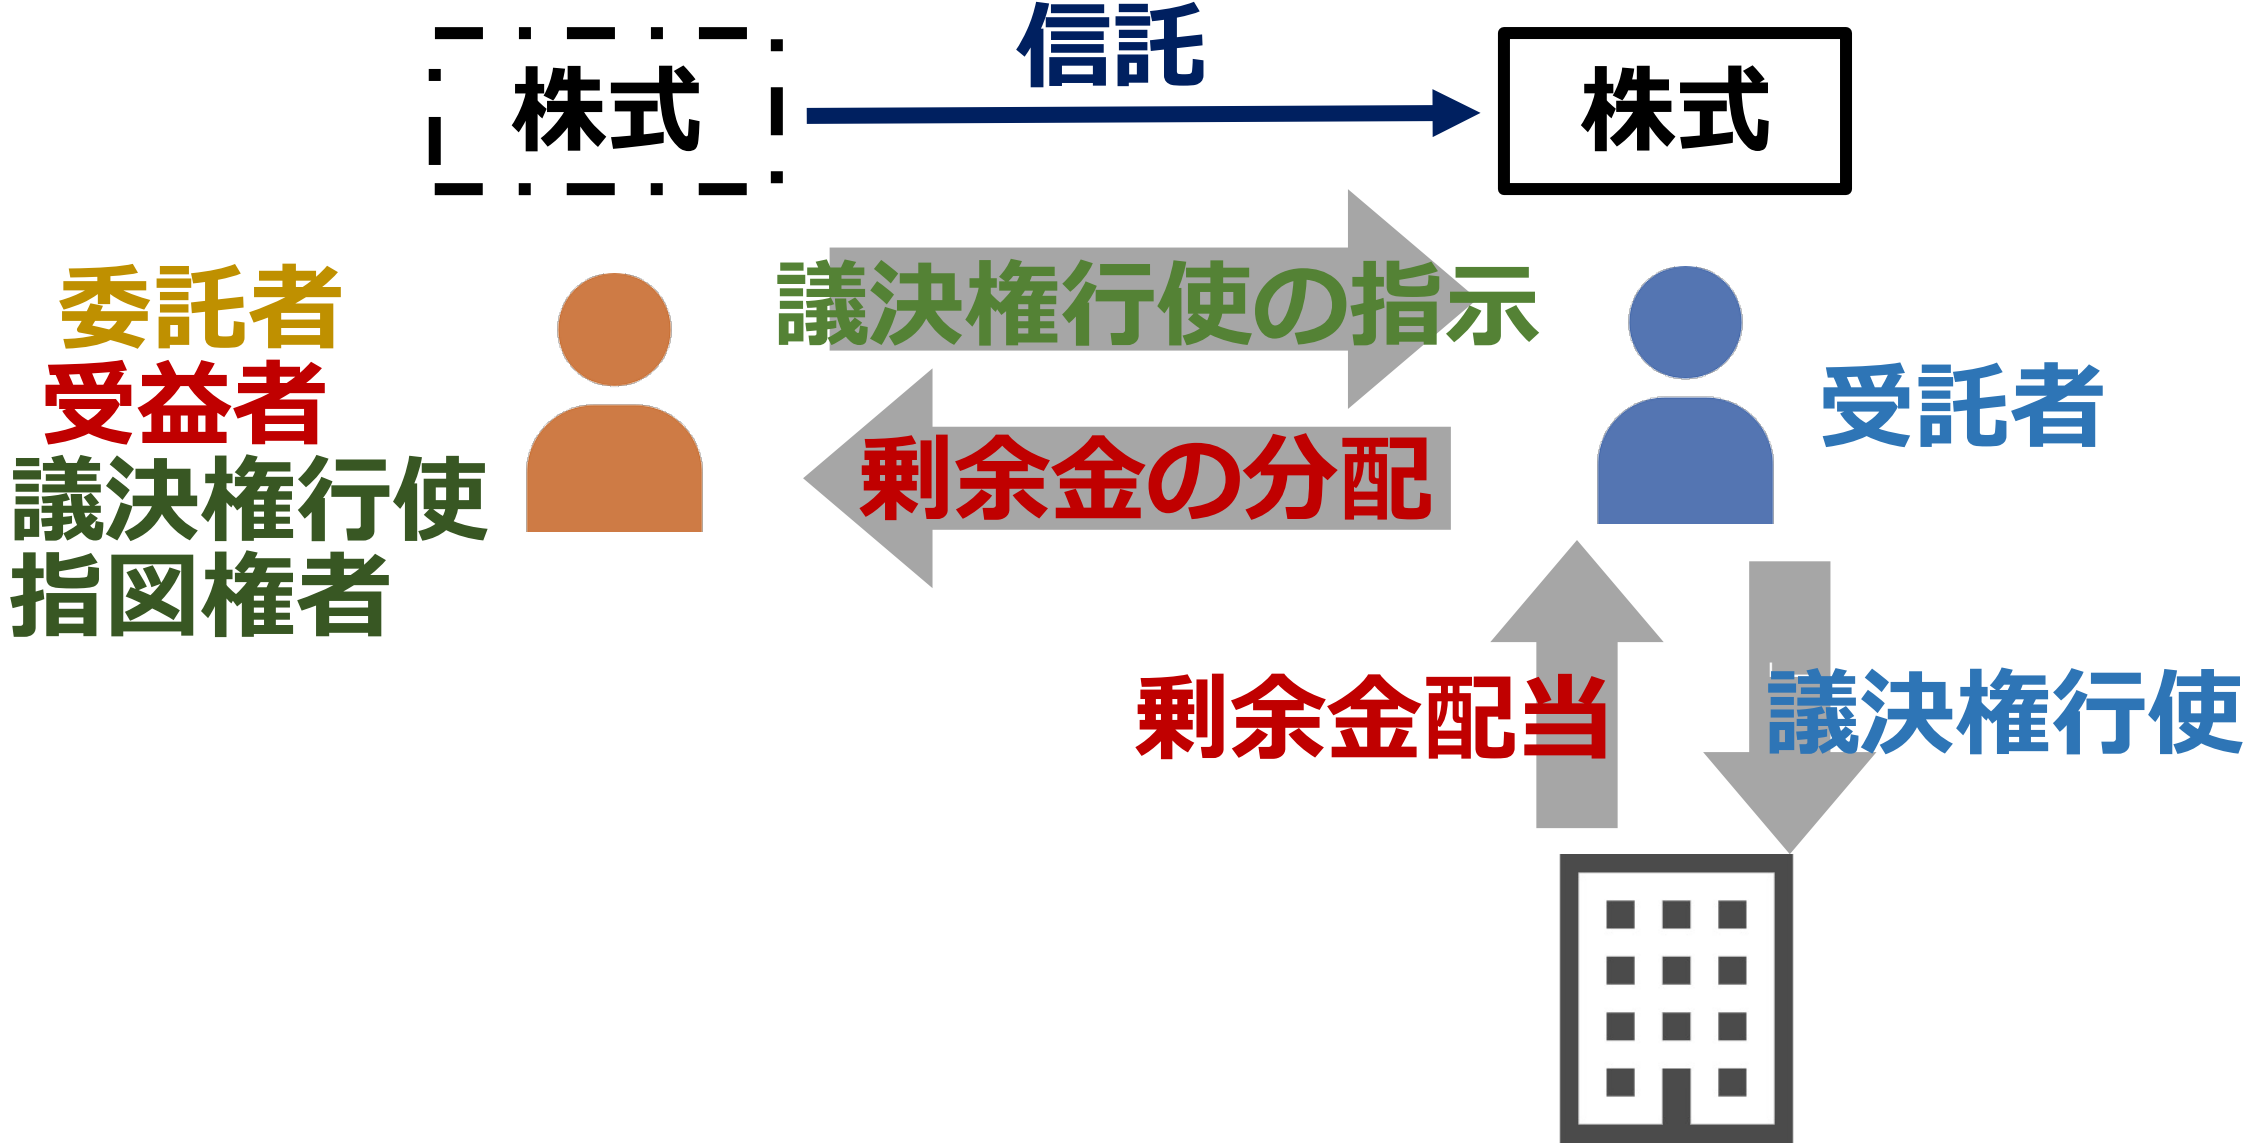 信託
株式
株式
委託者
受益者
議決権行使
指図権者
議決権行使の指示
剰余金の分配
受託者
剰余金配当
議決権行使